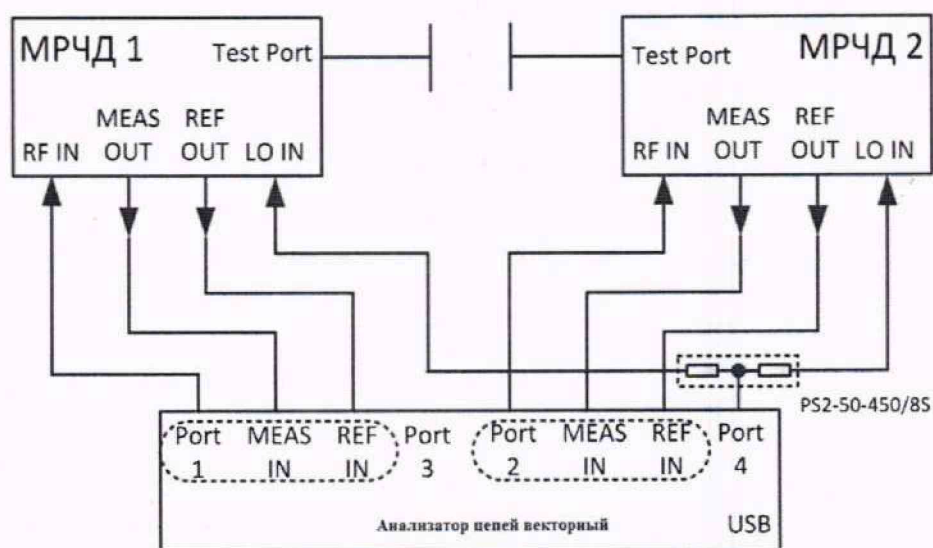 МРЧД 1 Test Port
MEAS REF
RF IN OUT OUT LO IN
МРЧД 2
Test Port
MEAS REF
RF IN OUT OUT LO IN
PS2-50-450/8S
Port MEAS REF Port Port MEAS REF Port
1 IN IN 3 2 IN IN 4
Анализатор цепей векторный USB